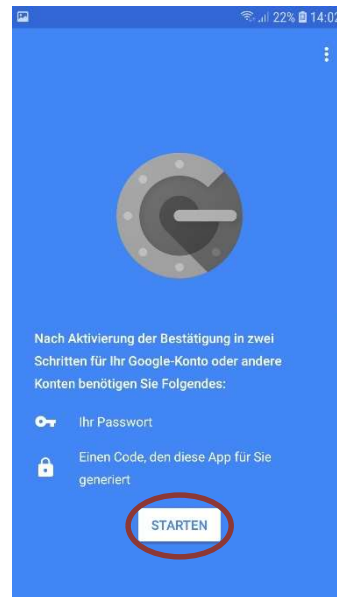 22% 14:02
Nach Aktivierung der Bestätigung in zwei
Schritten für Ihr Google-Konto oder andere
Konten benötigen Sie Folgendes:
Ihr Passwort
Einen Code, den diese App für Sie
generiert
STARTEN